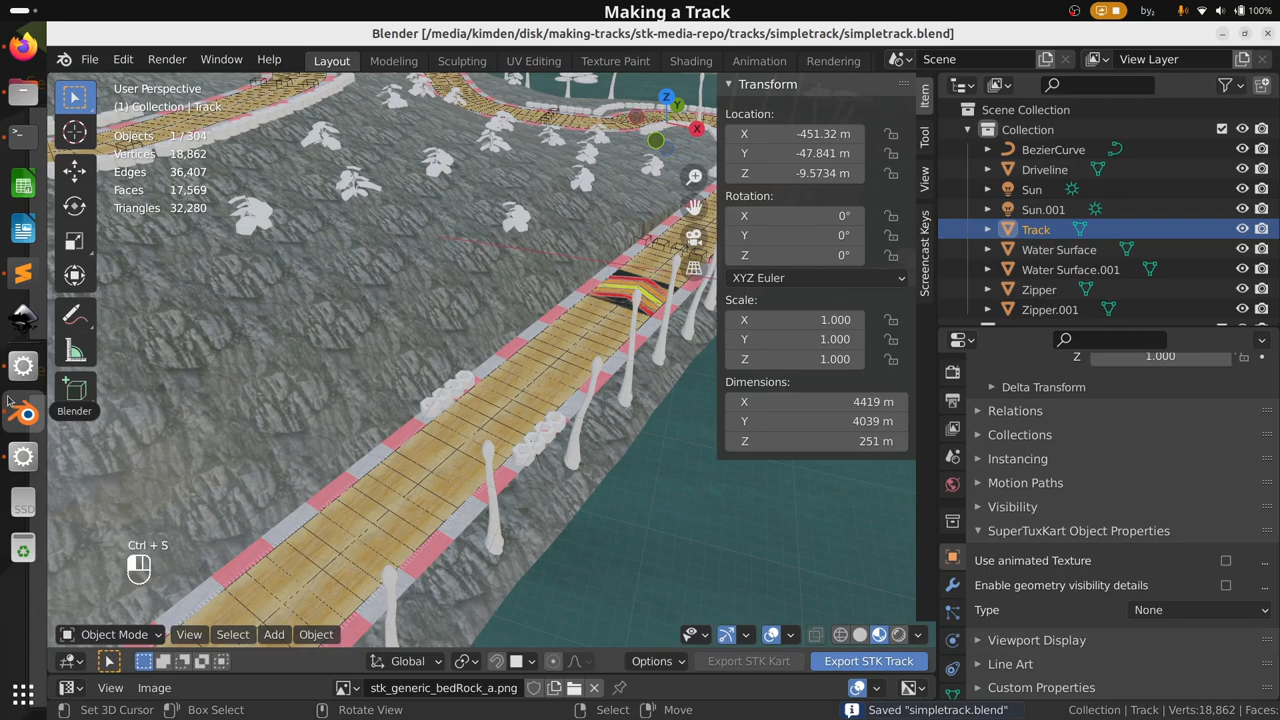 Making a Track
by₂
100%
Blender [/media/kimden/disk/making-tracks/stk-media-repo/tracks/simpletrack/simpletrack.blend]
File Edit Render Window Help Layout Modeling Sculpting UV Editing Texture Paint Shading Animation Rendering Scene View Layer
User Perspective
(1) Collection | Track
Objects 1 / 304
Vertices 18,862
Edges 36,407
Faces 17,569
Triangles 32,280
Z
Y
X
Transform
Location:
X -451.32 m
Y -47.841 m
Z -9.5734 m
Rotation:
X 0°
Y 0°
Z 0°
XYZ Euler
Scale:
X 1.000
Y 1.000
Z 1.000
Dimensions:
X 4419 m
Y 4039 m
Z 251 m
Item
Tool
View
Screencast Keys
Scene Collection
Collection
BezierCurve
Driveline
Sun
Sun.001
Track
Water Surface
Water Surface.001
Zipper
Zipper.001
Z 1.000
Delta Transform
Relations
Collections
Instancing
Motion Paths
Visibility
SuperTuxKart Object Properties
Use animated Texture ...
Enable geometry visibility details ...
Type None
Viewport Display
Line Art
Custom Properties
Blender
SSD
Ctrl + S
Object Mode View Select Add Object
Global Options Export STK Kart Export STK Track
View Image stk_generic_bedRock_a.png
Set 3D Cursor Box Select Rotate View Select Move Saved "simpletrack.blend" Collection | Track | Verts:18,862 | Faces: